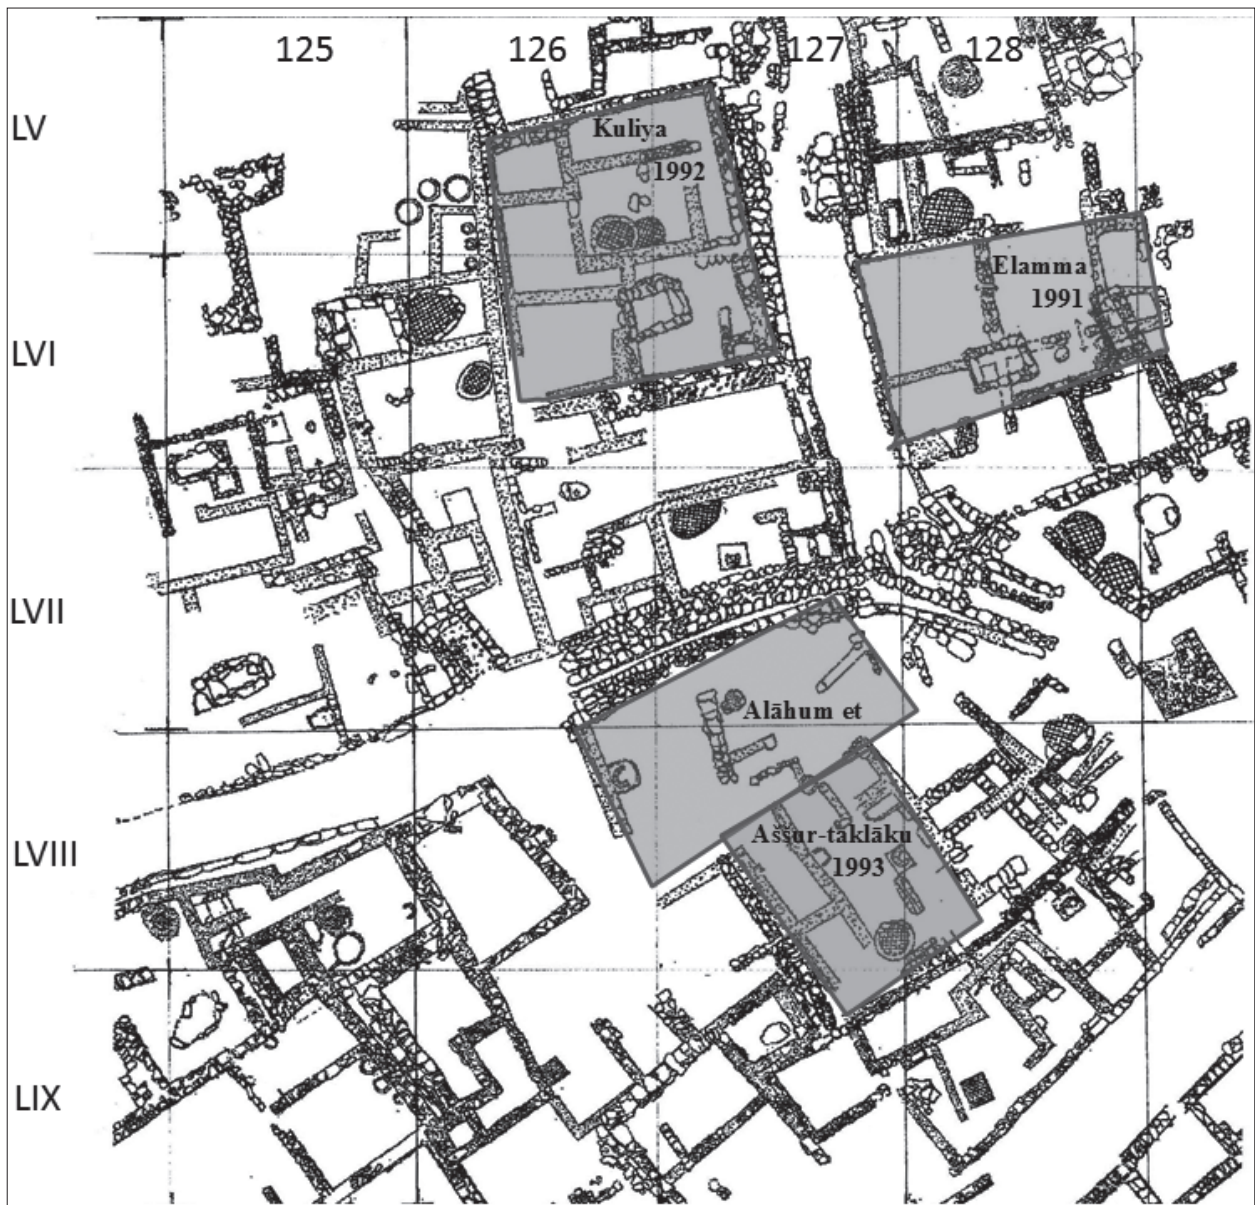 125 126 127 128
LV
Kuliya
1992
Elamma
1991
LVI
LVII
Alāhum et
Aššur-taklāku
1993
LVIII
LIX